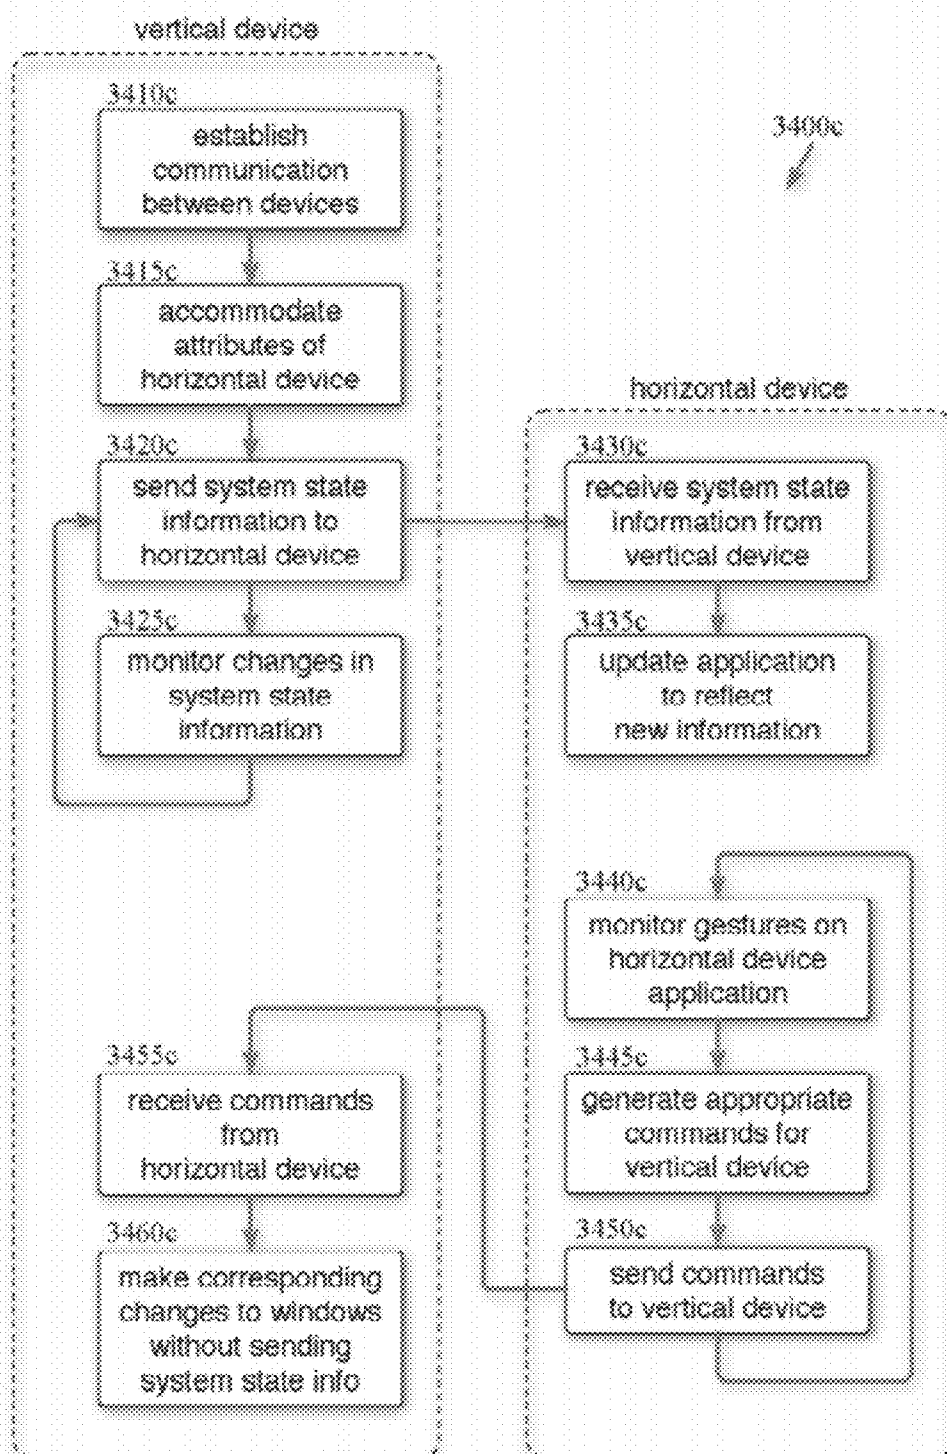 vertical device
3410c
establish
communication
between devices
3400c
3415c
accommodate
attributes of
horizontal device
horizontal device
3420c
send system state
information to
horizontal device
3430c
receive system state
information from
vertical device
3425c
monitor changes in
system state
information
3435c
update application
to reflect
new information
3440c
monitor gestures on
horizontal device
application
3455c
receive commands
from
horizontal device
3445c
generate appropriate
commands for
vertical device
3460c
make corresponding
changes to windows
without sending
system state info
3450c
send commands
to vertical device